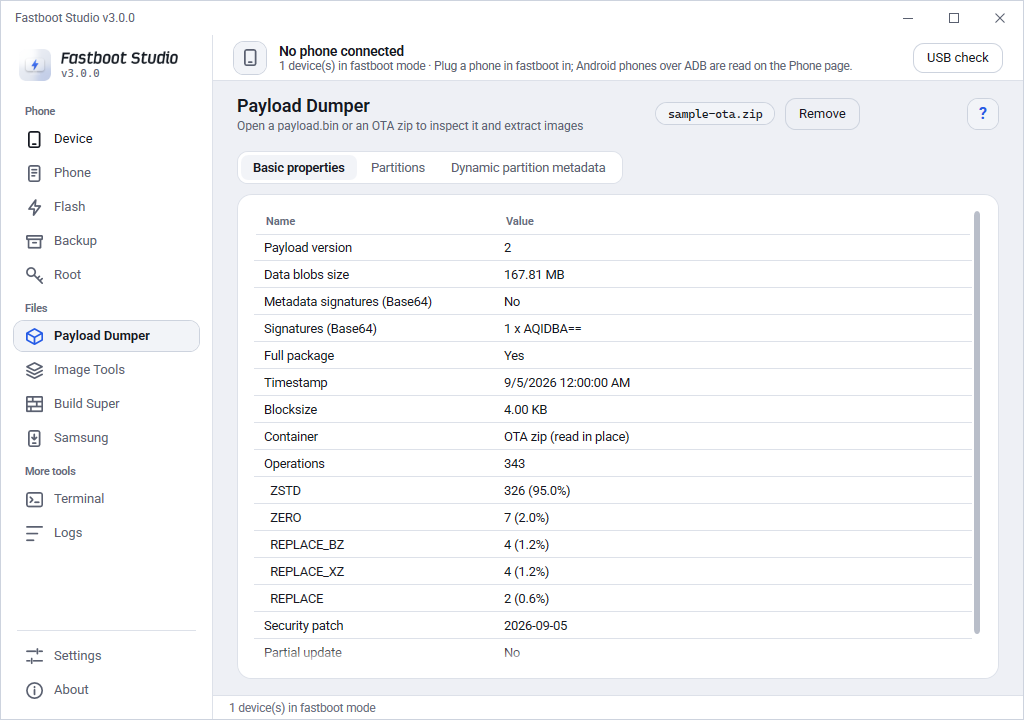 Fastboot Studio v3.0.0
Fastboot Studio
v3.0.0
Phone
Device
Phone
Flash
Backup
Root
Files
Payload Dumper
Image Tools
Build Super
Samsung
More tools
Terminal
Logs
Settings
About
No phone connected
1 device(s) in fastboot mode · Plug a phone in fastboot in; Android phones over ADB are read on the Phone page.
USB check
Payload Dumper
Open a payload.bin or an OTA zip to inspect it and extract images
sample-ota.zip
Remove
?
Basic properties Partitions Dynamic partition metadata
Name Value
Payload version 2
Data blobs size 167.81 MB
Metadata signatures (Base64) No
Signatures (Base64) 1 x AQIDBA==
Full package Yes
Timestamp 9/5/2026 12:00:00 AM
Blocksize 4.00 KB
Container OTA zip (read in place)
Operations 343
ZSTD 326 (95.0%)
ZERO 7 (2.0%)
REPLACE_BZ 4 (1.2%)
REPLACE_XZ 4 (1.2%)
REPLACE 2 (0.6%)
Security patch 2026-09-05
Partial update No
1 device(s) in fastboot mode